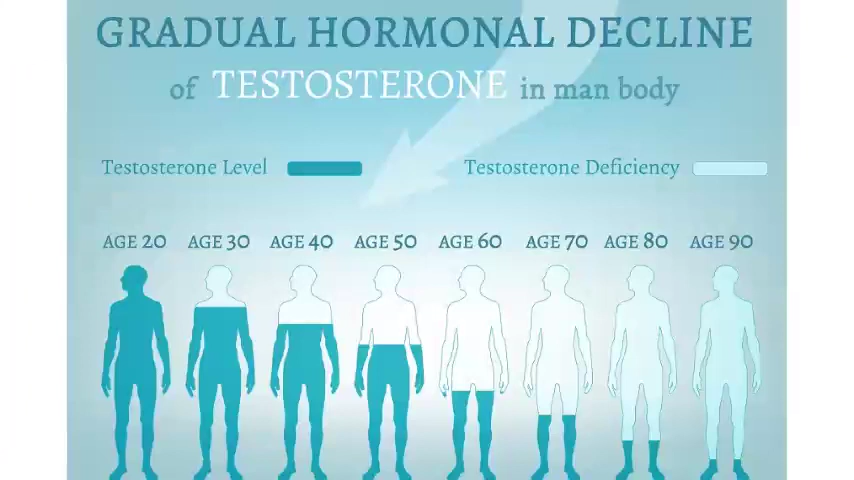 GRADUAL HORMONAL DECLINE
of TESTOSTERONE in man body
Testosterone Level Testosterone Deficiency
AGE 20 AGE 30 AGE 40 AGE 50 AGE 60 AGE 70 AGE 80 AGE 90